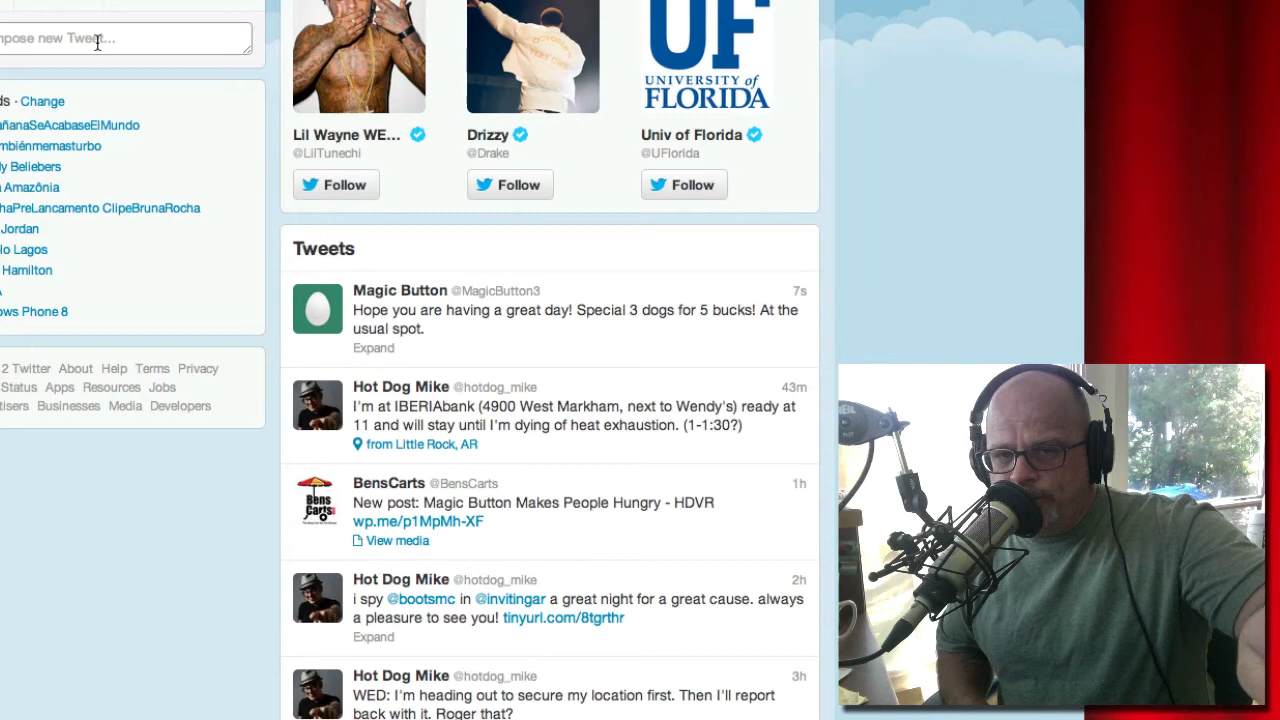 mpose new Tweet...
ds · Change
añanaSeAcabaseElMundo
mbiénmemasturbo
y Beliebers
Amazônia
haPreLancamento ClipeBrunaRocha
Jordan
lo Lagos
Hamilton
A
ows Phone 8
2 Twitter About Help Terms Privacy
Status Apps Resources Jobs
tisers Businesses Media Developers
UF
UNIVERSITY of
FLORIDA
Lil Wayne WE... Drizzy Univ of Florida
@LilTunechi @Drake @UFlorida
Follow Follow Follow
Tweets
Magic Button @MagicButton3 7s
Hope you are having a great day! Special 3 dogs for 5 bucks! At the
usual spot.
Expand
Hot Dog Mike @hotdog_mike 43m
I'm at IBERIAbank (4900 West Markham, next to Wendy's) ready at
11 and will stay until I'm dying of heat exhaustion. (1-1:30?)
from Little Rock, AR
Bens
Carts
BensCarts @BensCarts 1h
New post: Magic Button Makes People Hungry - HDVR
wp.me/p1MpMh-XF
View media
Hot Dog Mike @hotdog_mike 2h
i spy @bootsmc in @invitingar a great night for a great cause. always
a pleasure to see you! tinyurl.com/8tgrthr
Expand
Hot Dog Mike @hotdog_mike 3h
WED: I'm heading out to secure my location first. Then I'll report
back with it. Roger that?